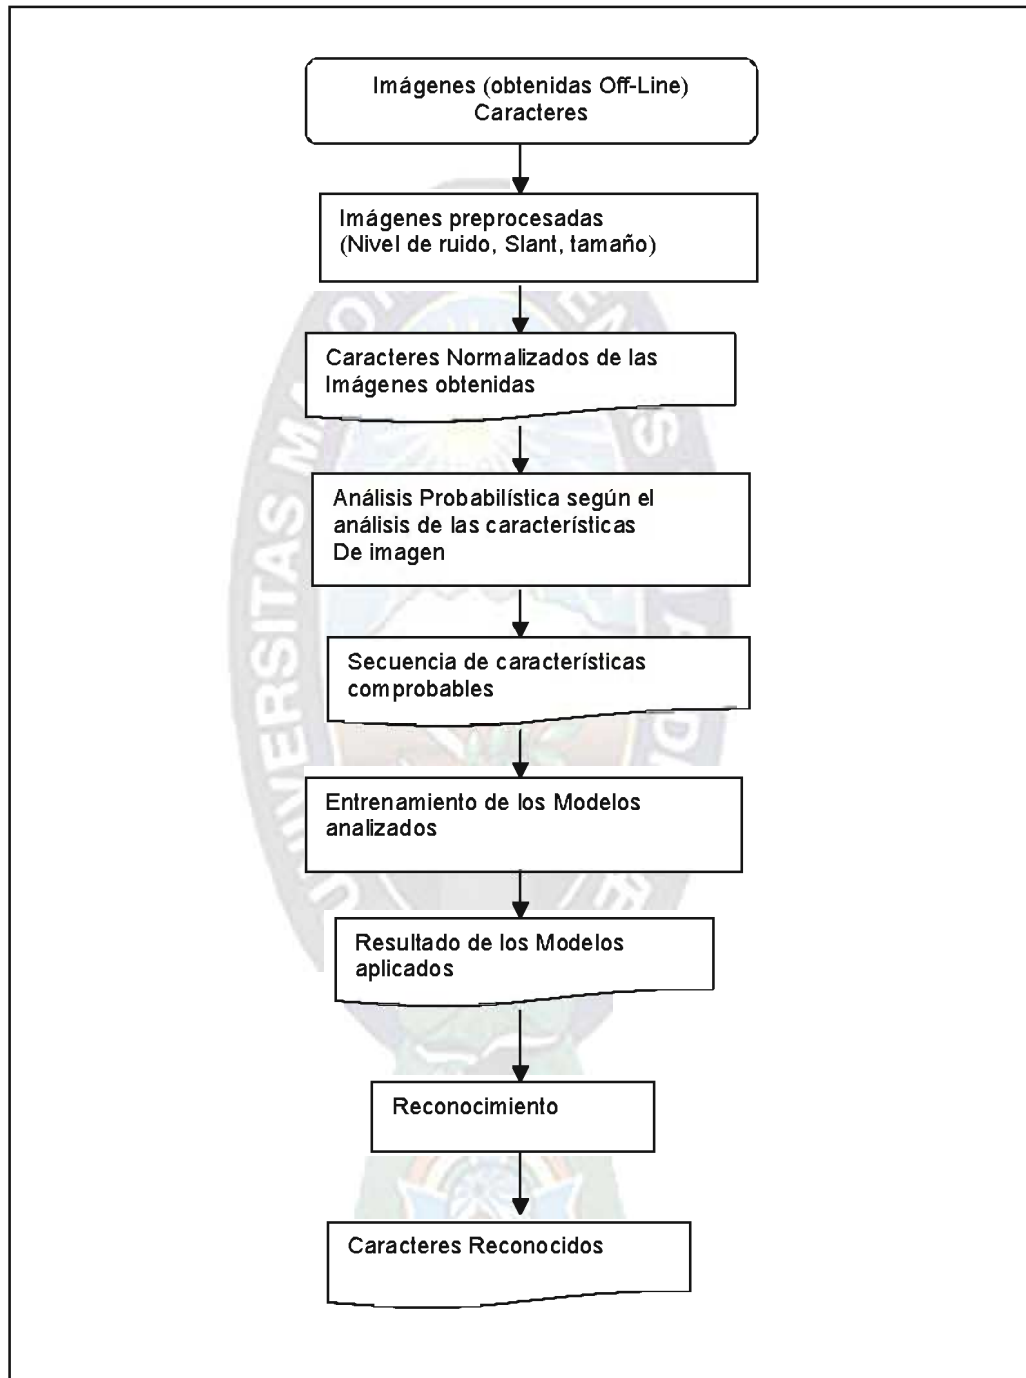 Imágenes (obtenidas Off-Line)
Caracteres
Imágenes preprocesadas
(Nivel de ruido, Slant, tamaño)
Caracteres Normalizados de las
Imágenes obtenidas
Análisis Probabilística según el
análisis de las características
De imagen
Secuencia de características
comprobables
Entrenamiento de los Modelos
analizados
Resultado de los Modelos
aplicados
Reconocimiento
Caracteres Reconocidos
UNIVERSITAS